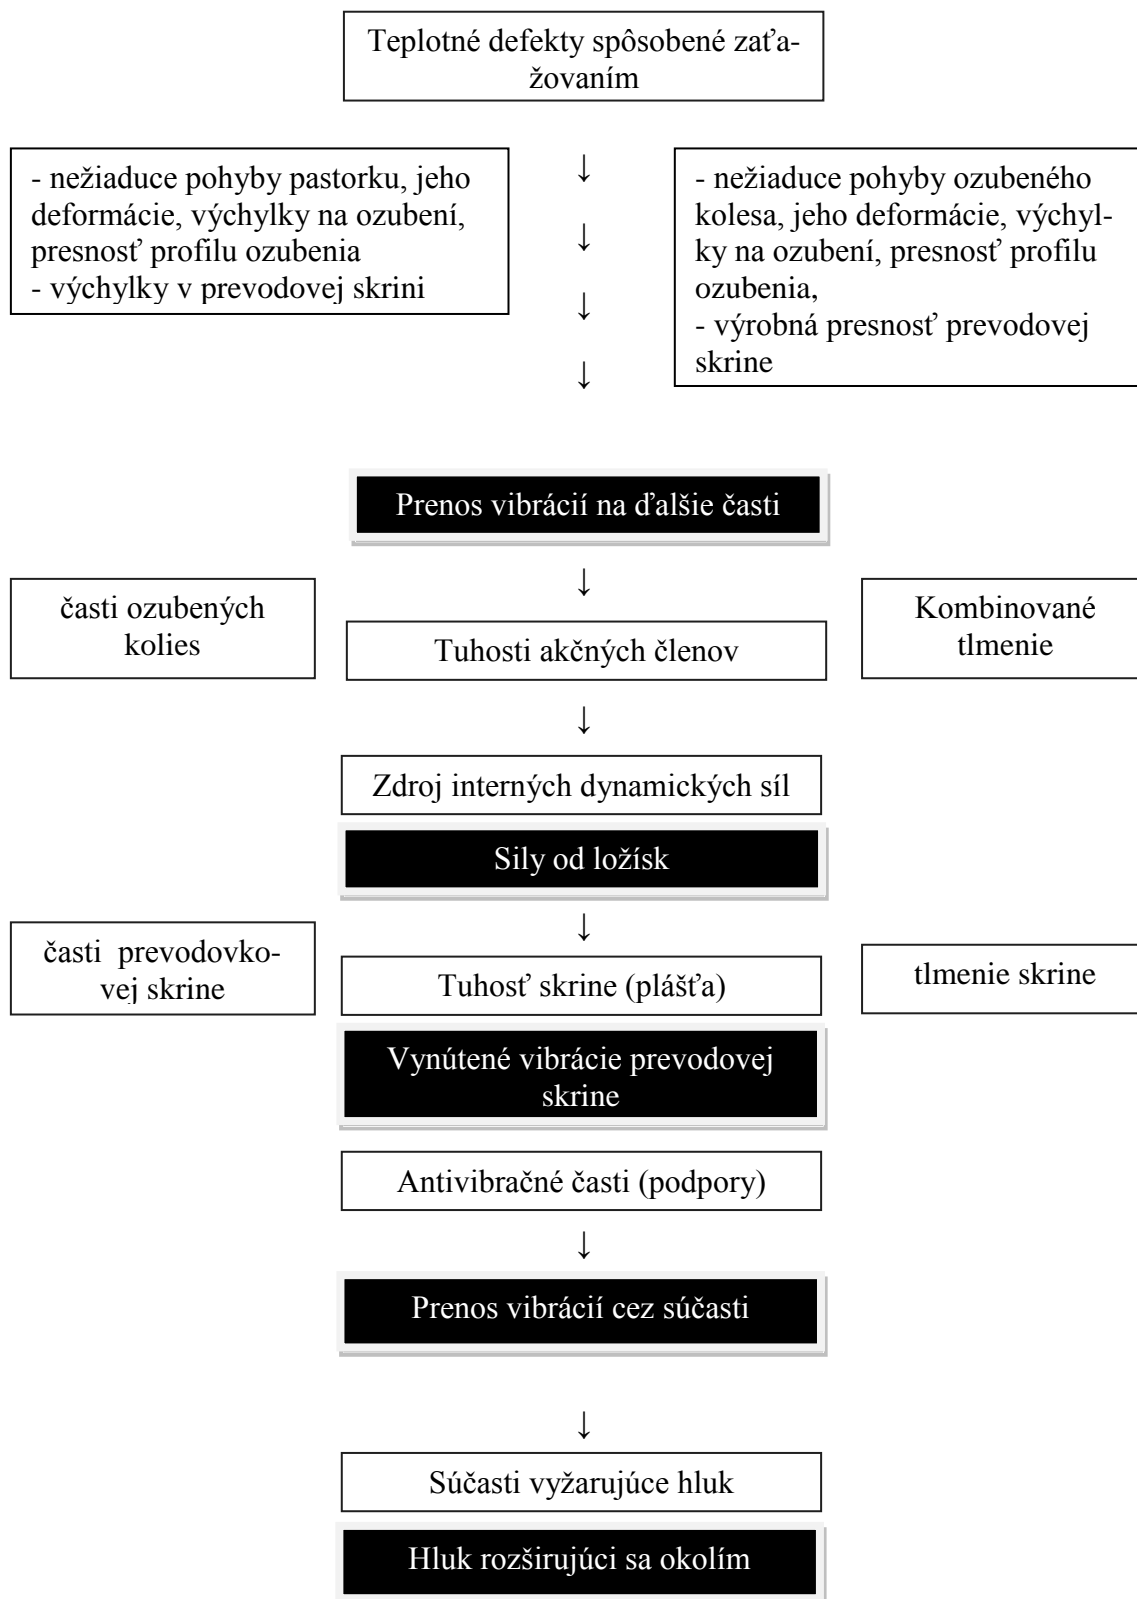 Teplotné defekty spôsobené zaťa-
žovaním
- nežiaduce pohyby pastorku, jeho
deformácie, výchylky na ozubení,
presnosť profilu ozubenia
- výchylky v prevodovej skrini
↓
↓
↓
↓
- nežiaduce pohyby ozubeného
kolesa, jeho deformácie, výchyl-
ky na ozubení, presnosť profilu
ozubenia,
- výrobná presnosť prevodovej
skrine
Prenos vibrácií na ďalšie časti
↓
časti ozubených
kolies
Tuhosti akčných členov
Kombinované
tlmenie
↓
Zdroj interných dynamických síl
Sily od ložísk
↓
časti  prevodovko-
vej skrine
Tuhosť skrine (plášťa)
tlmenie skrine
Vynútené vibrácie prevodovej
skrine
Antivibračné časti (podpory)
↓
Prenos vibrácií cez súčasti
↓
Súčasti vyžarujúce hluk
Hluk rozširujúci sa okolím